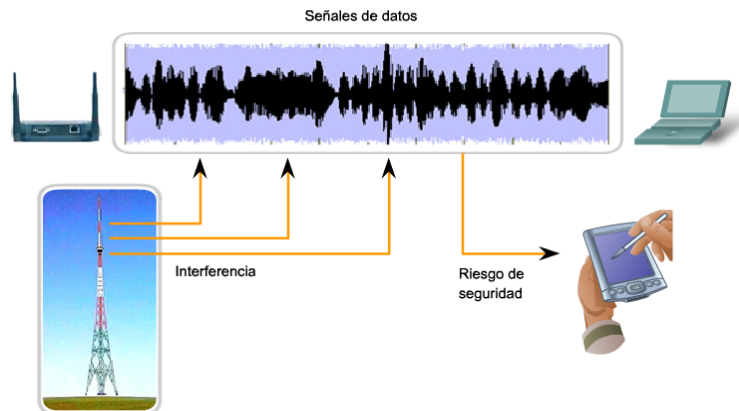 Señales de datos
Interferencia
Riesgo de
seguridad